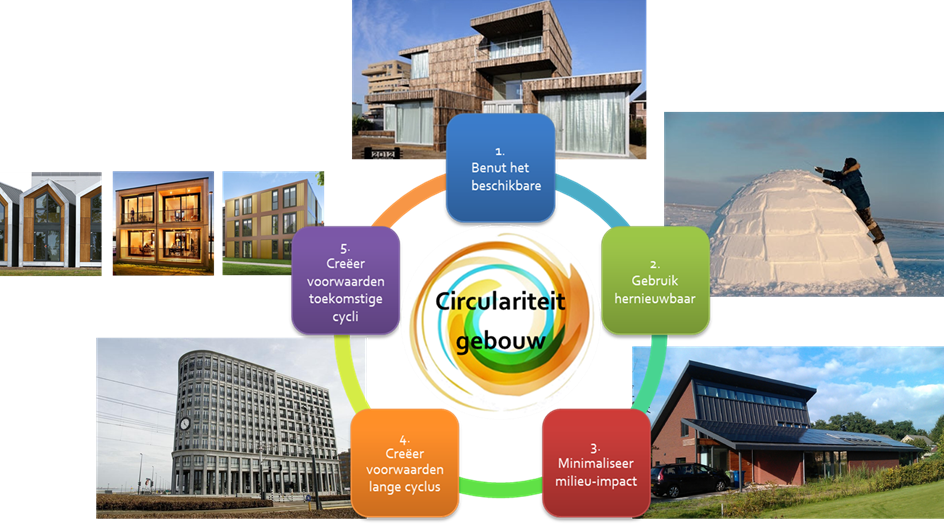 2012
1.
Benut het
beschikbare
2.
Gebruik
hernieuwbaar
3.
Minimaliseer
milieu-impact
4.
Creëer
voorwaarden
lange cyclus
5.
Creëer
voorwaarden
toekomstige
cycli
Circulariteit
gebouw